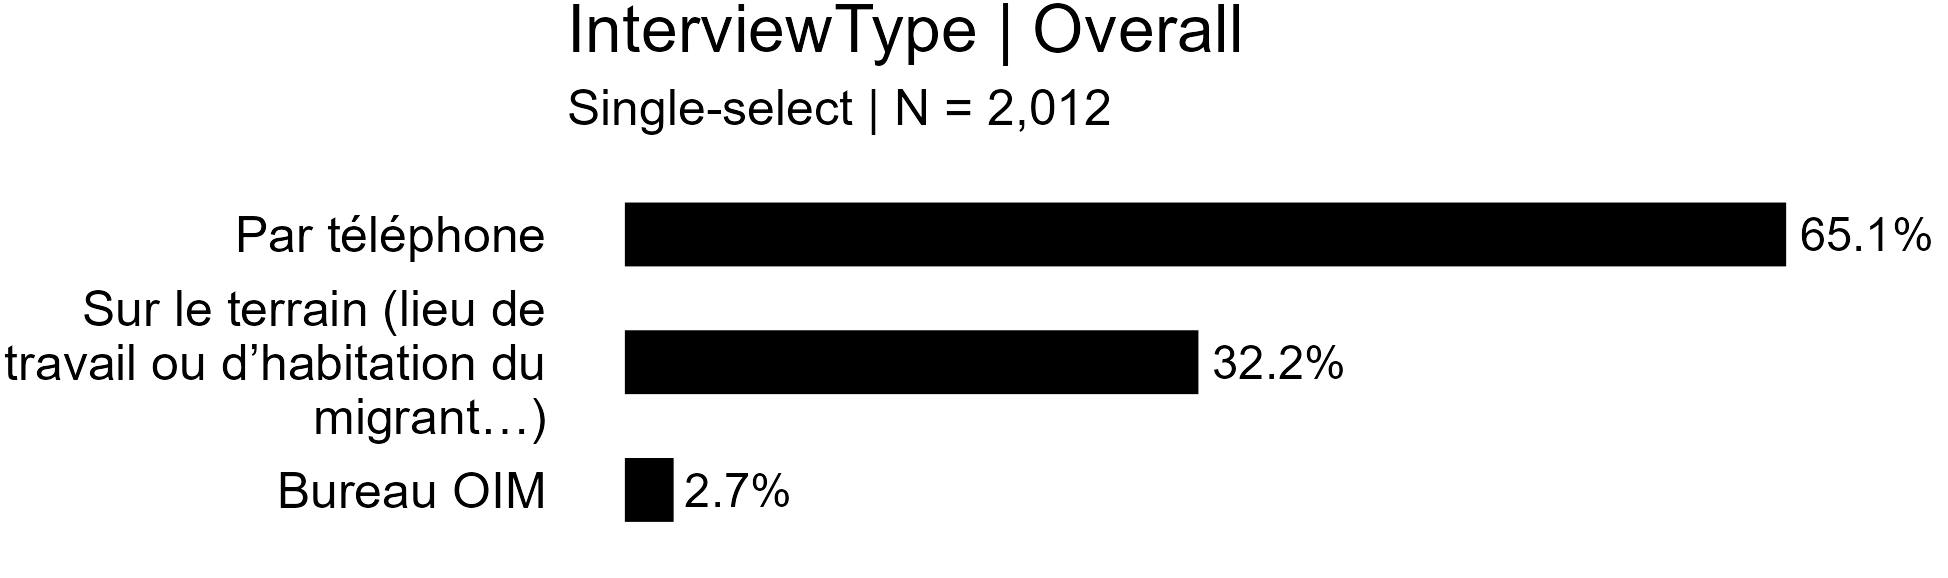 InterviewType | Overall
Single-select | N = 2,012
Par téléphone
65.1%
Sur le terrain (lieu de
travail ou d’habitation du
migrant…)
32.2%
Bureau OIM
2.7%